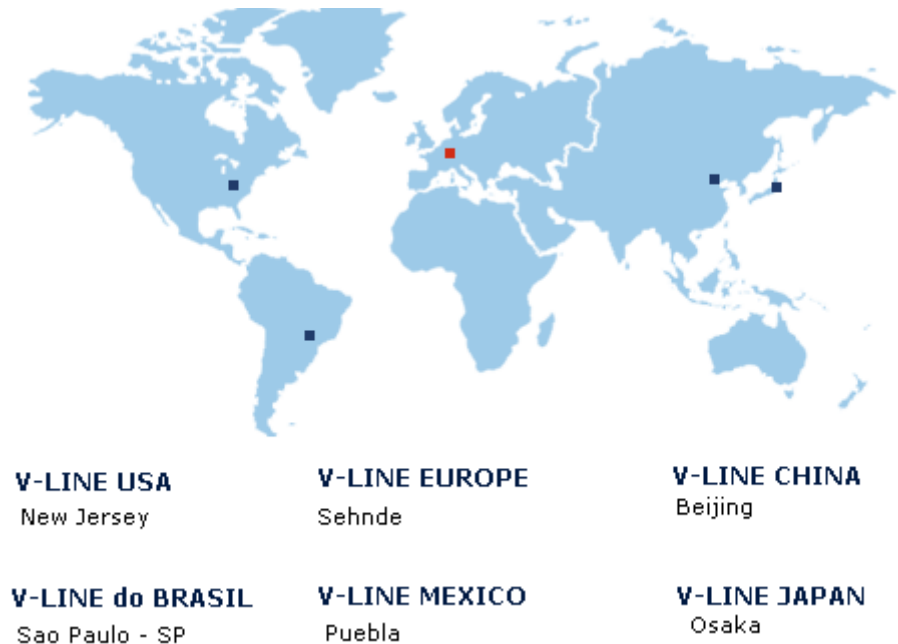 V-LINE USA
New Jersey
V-LINE EUROPE
Sehnde
V-LINE CHINA
Beijing
V-LINE do BRASIL
Sao Paulo - SP
V-LINE MEXICO
Puebla
V-LINE JAPAN
Osaka